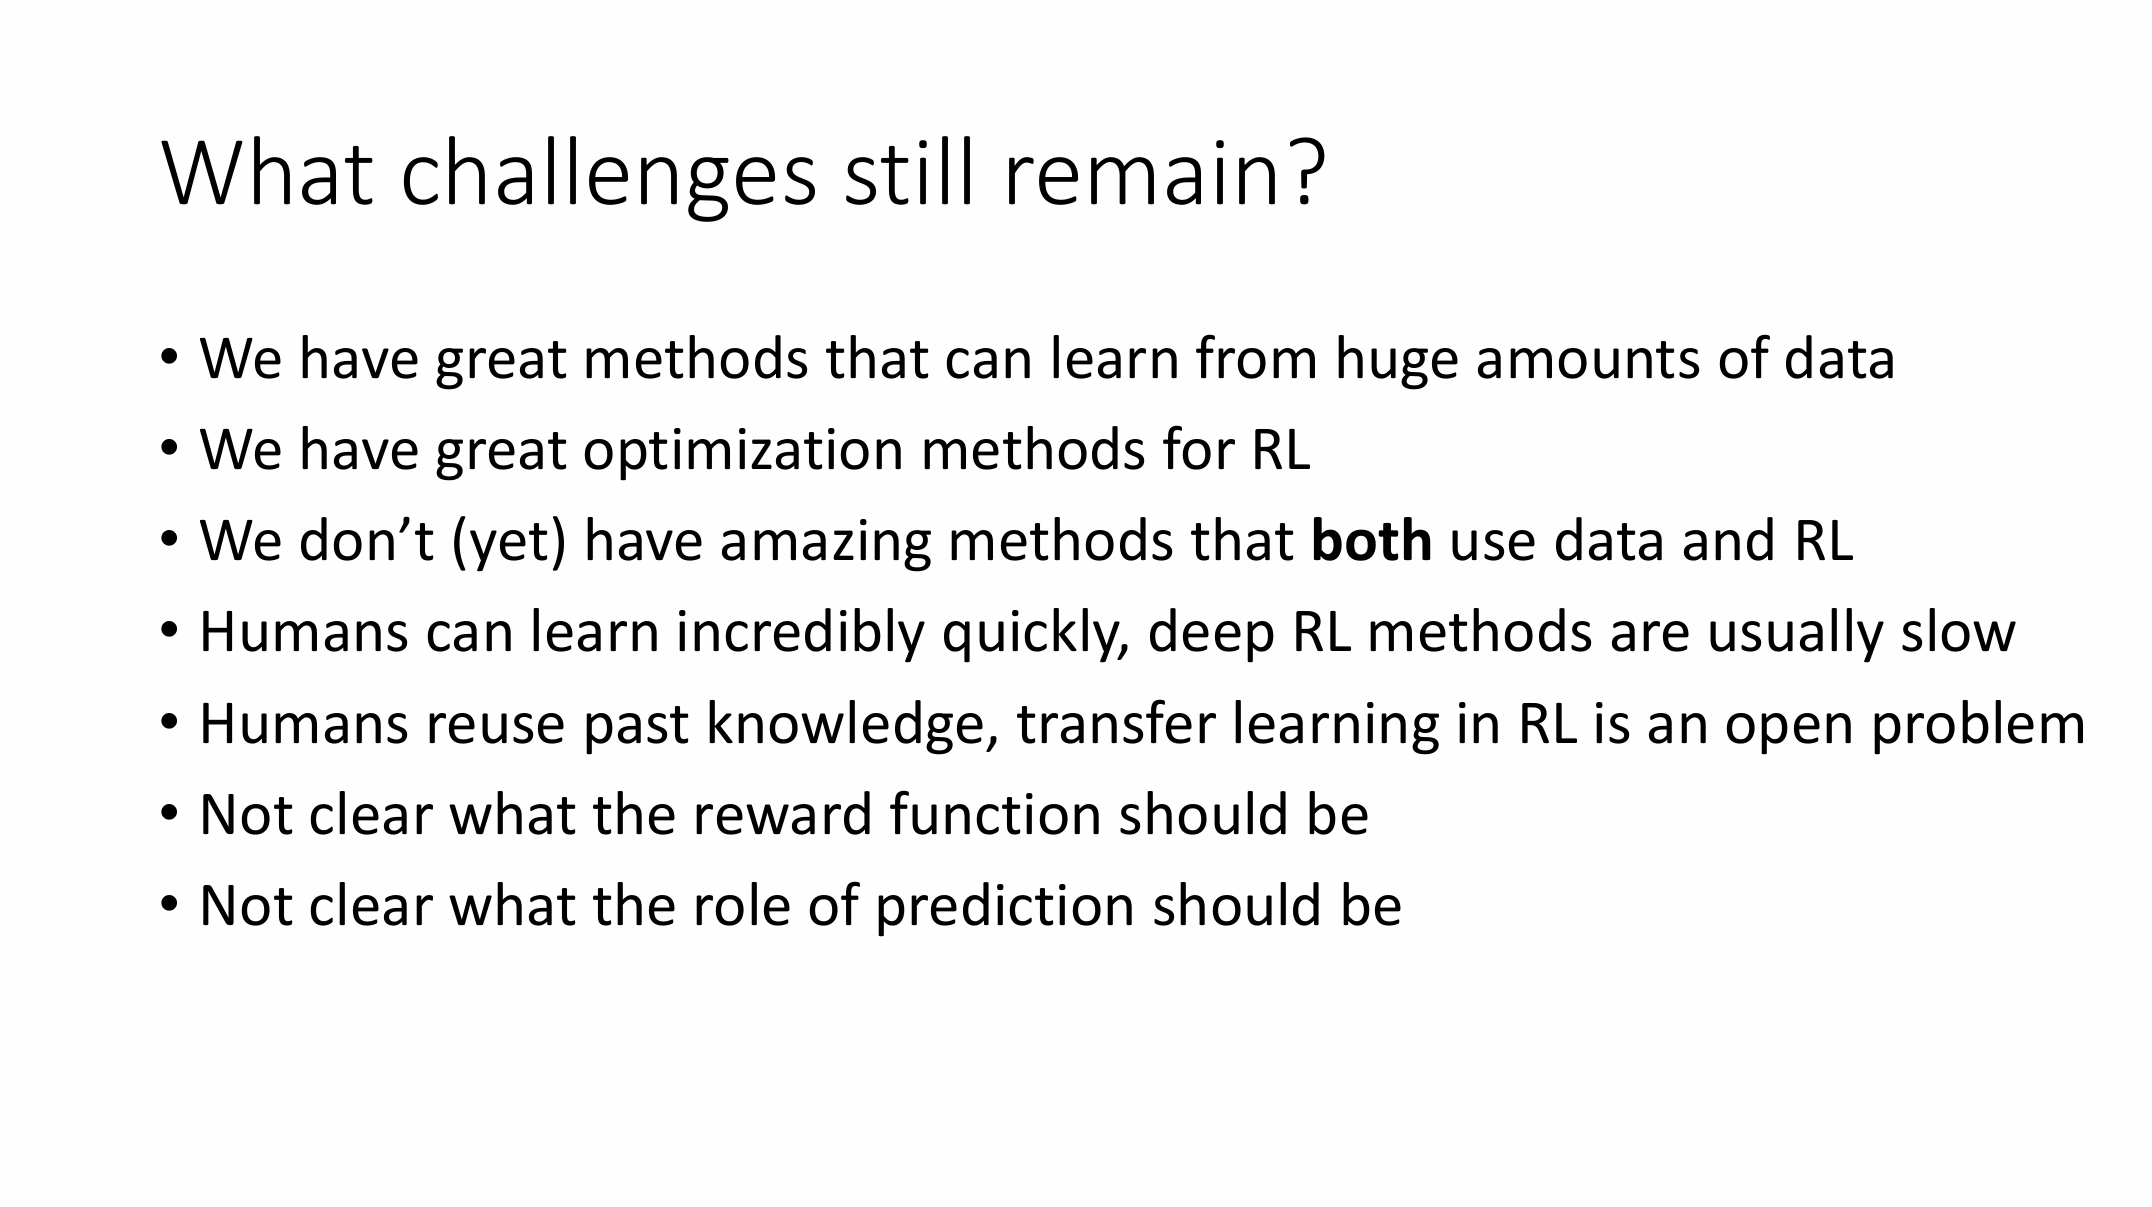 What challenges still remain?
• We have great methods that can learn from huge amounts of data
• We have great optimization methods for RL
• We don’t (yet) have amazing methods that both use data and RL
• Humans can learn incredibly quickly, deep RL methods are usually slow
• Humans reuse past knowledge, transfer learning in RL is an open problem
• Not clear what the reward function should be
• Not clear what the role of prediction should be